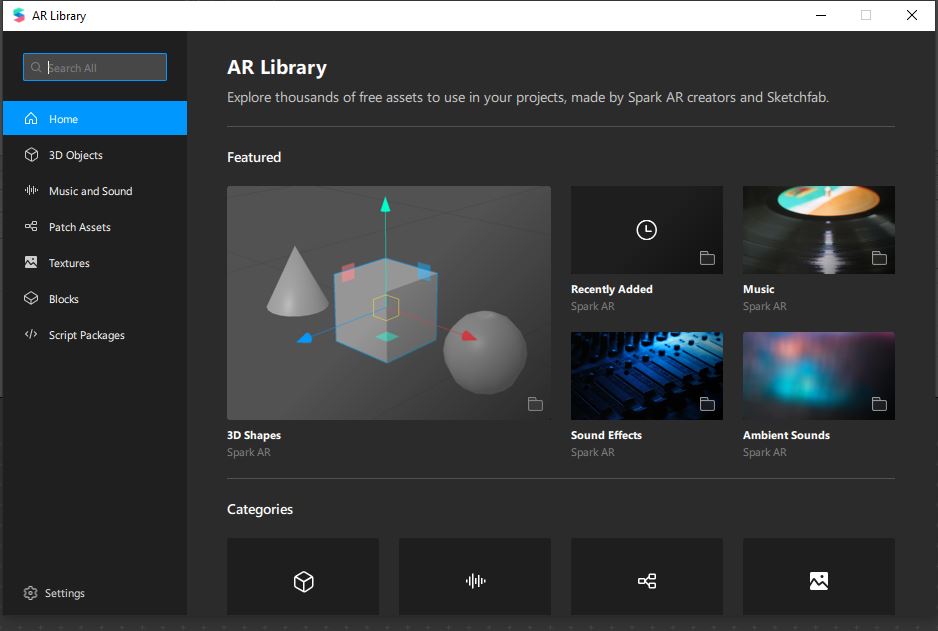 AR Library
Search All
Home
3D Objects
Music and Sound
Patch Assets
Textures
Blocks
Script Packages
Settings
AR Library
Explore thousands of free assets to use in your projects, made by Spark AR creators and Sketchfab.
Featured
3D Shapes
Spark AR
Recently Added
Spark AR
Music
Spark AR
Sound Effects
Spark AR
Ambient Sounds
Spark AR
Categories